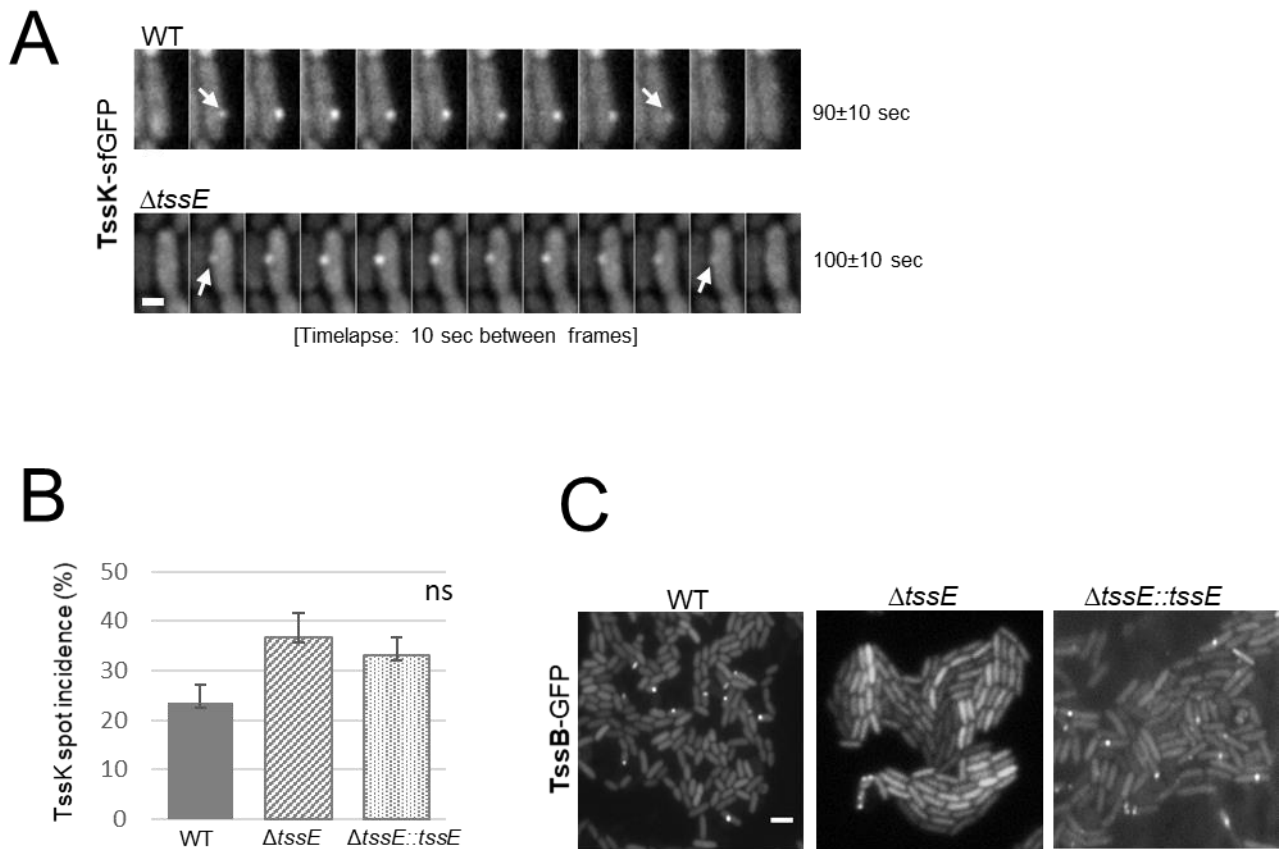 A
WT
TssK-sfGFP
90±10 sec
ΔtssE
100±10 sec
[Timelapse: 10 sec between frames]
B
TssK spot incidence (%)
50
40
30
20
10
0
ns
WT
ΔtssE
ΔtssE::tssE
C
WT
ΔtssE
ΔtssE::tssE
TssB-GFP